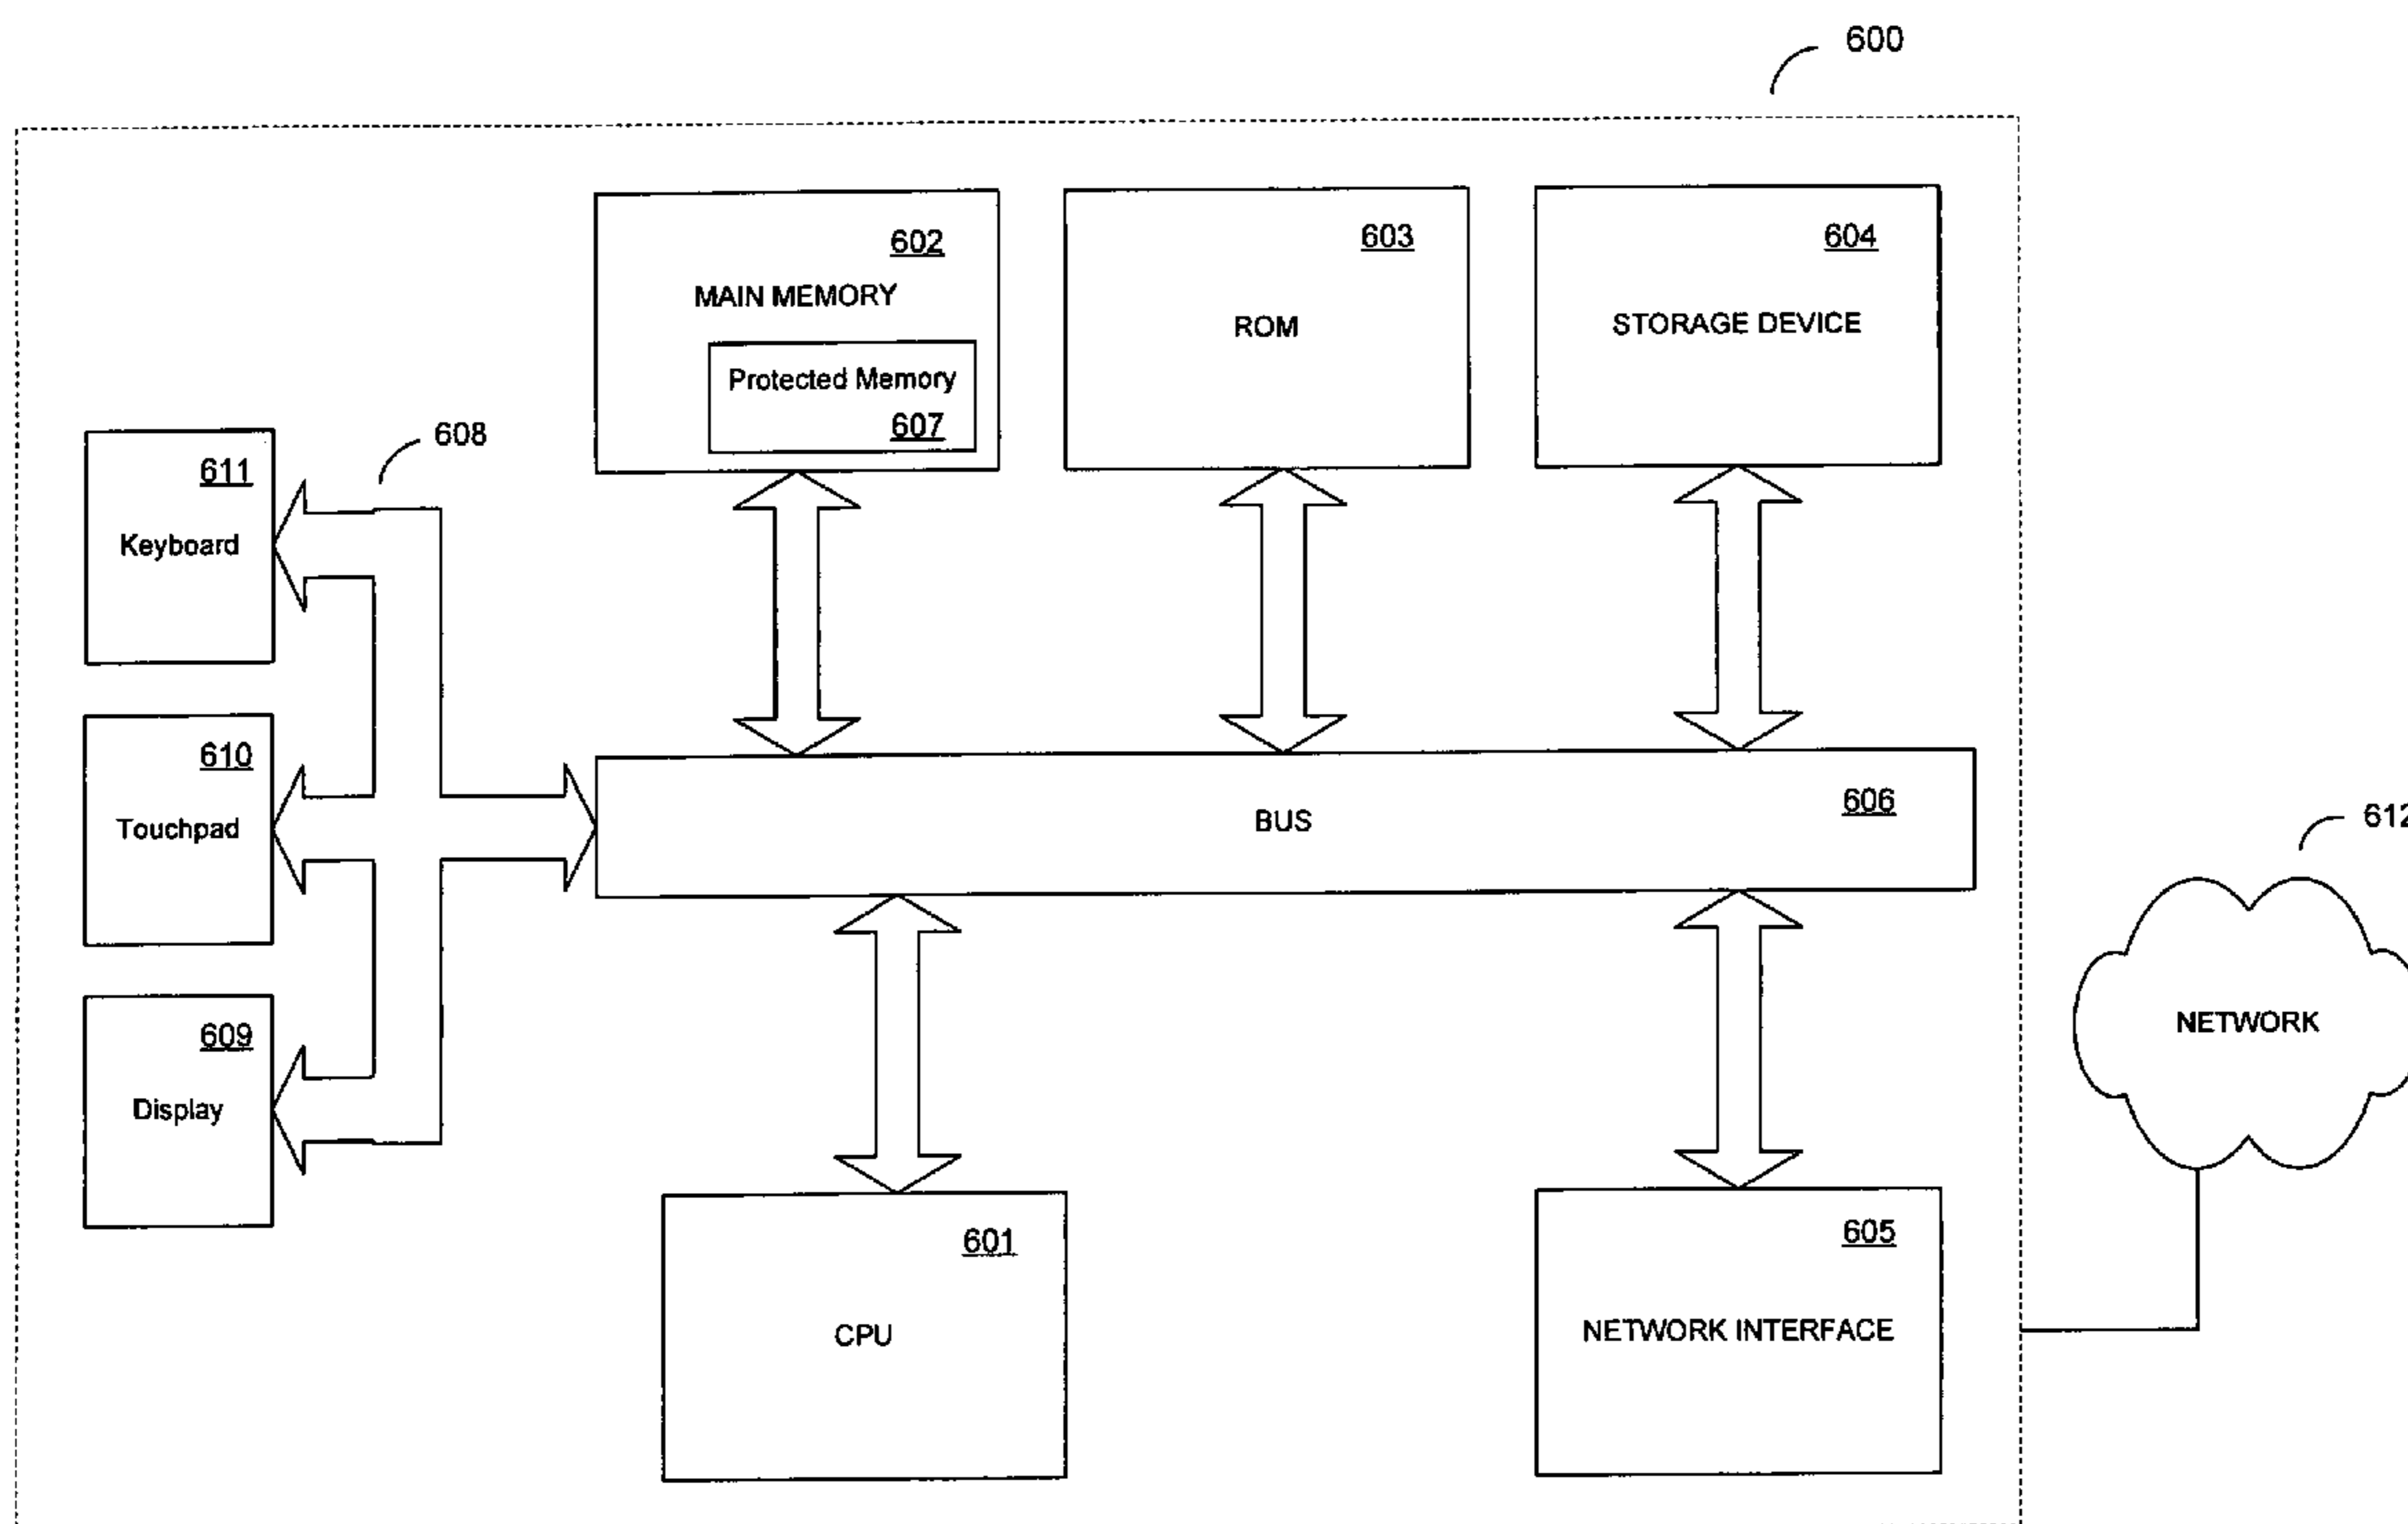 600
602
MAIN MEMORY
Protected Memory
607
603
ROM
604
STORAGE DEVICE
608
611
Keyboard
610
Touchpad
609
Display
BUS
606
612
NETWORK
601
CPU
605
NETWORK INTERFACE